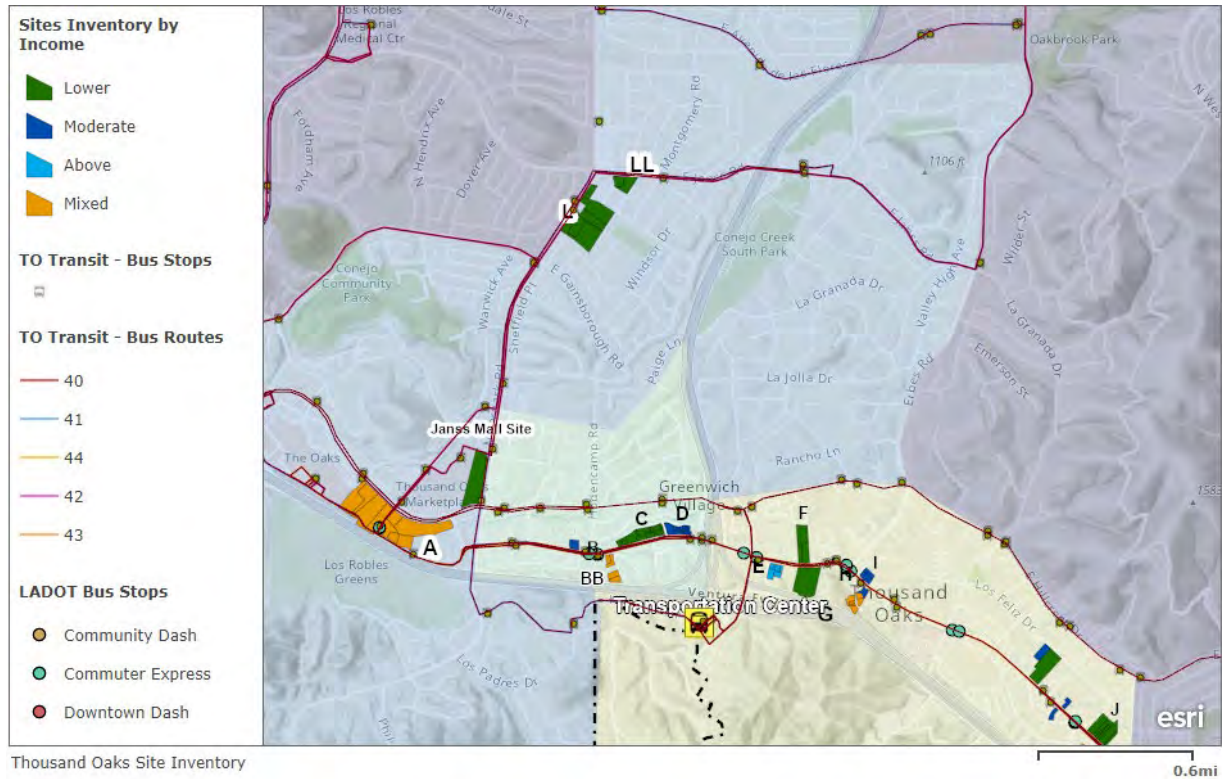 Sites Inventory by
Income
Lower
Moderate
Above
Mixed
TO Transit - Bus Stops
TO Transit - Bus Routes
40
41
44
42
43
LADOT Bus Stops
Community Dash
Commuter Express
Downtown Dash
Los Robles
Regional
Medical Ctr
Oakbrook Park
Fordham Ave
N Hendrix Ave
Dover Ave
Montgomery Rd
1106 ft
LL
L
Conejo Creek
South Park
Windsor Dr
Wilder St
Valley High Ave
Conejo
Community
Park
Warwick Ave
Sheffield Pl
E Gainsborough Rd
La Granada Dr
La Granada Dr
Paige Ln
La Jolla Dr
Erbes Rd
Emerson St
Janss Mall Site
The Oaks
Rancho Ln
Greenwich
Village
A
C
D
F
B
BB
E
H
I
G
Los Robles
Greens
Transportation Center
Thousand
Oaks
Los Feliz Dr
Los Padres Dr
J
esri
Thousand Oaks Site Inventory
0.6mi